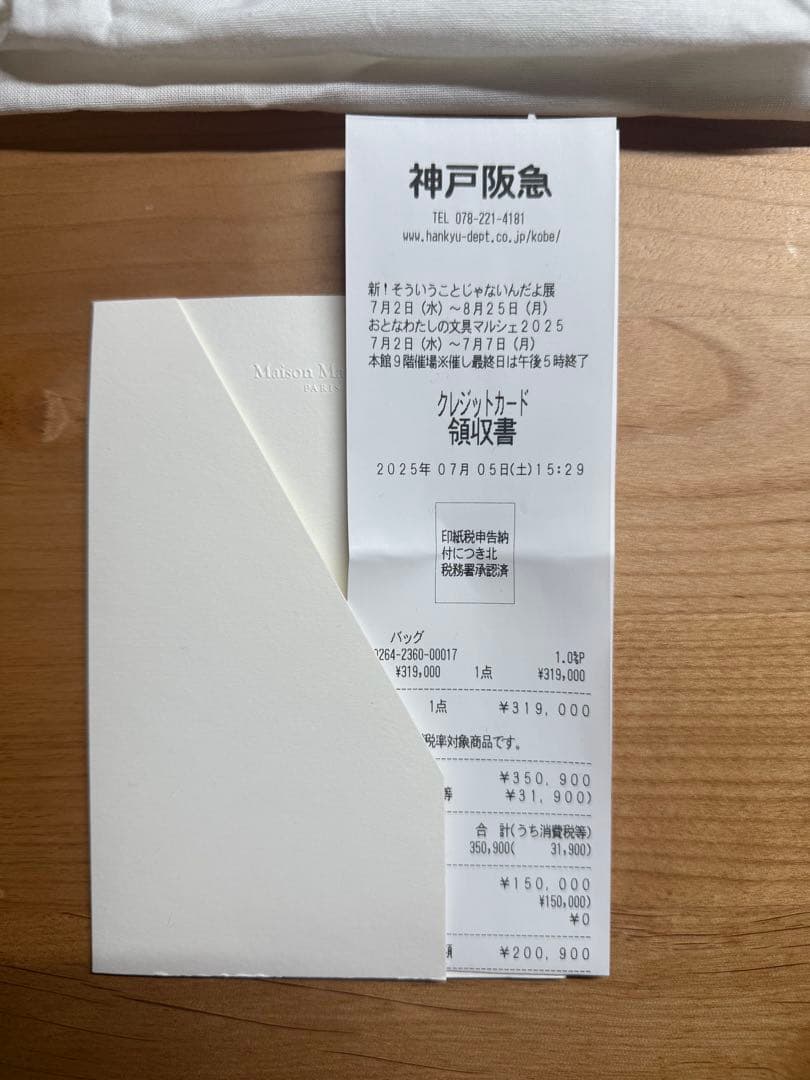 神戸阪急
TEL 078-221-4181
www.hankyu-dept.co.jp/kobe/
新!そういうことじゃないんだよ展
7月2日(水)~8月25日(月)
おとなわたしの文具マルシェ2025
7月2日(水)~7月7日(月)
本館9階催場※催し最終日は午後5時終了
Maison
PARIS
クレジットカード
領収書
2025年07月05日(土)15:29
印紙税申告納
付につき北
税務署承認済
バッグ
0264-2360-00017 1.0%P
¥319,000 1点 ¥319,000
1点 ¥319,000
税率対象商品です。
¥350,900
等 ¥31,900)
合 計(うち消費税等)
350,900( 31,900)
¥150,000
¥150,000)
¥0
額 ¥200,900